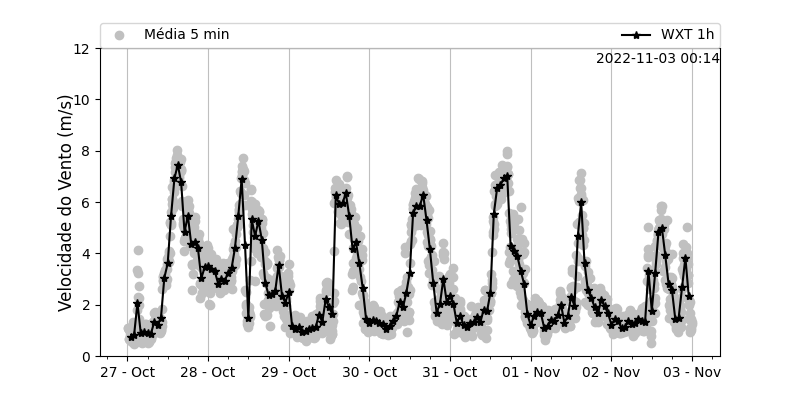 Média 5 min
WXT 1h
2022-11-03 00:14
Velocidade do Vento (m/s)
12
10
8
6
4
2
0
27 - Oct
28 - Oct
29 - Oct
30 - Oct
31 - Oct
01 - Nov
02 - Nov
03 - Nov